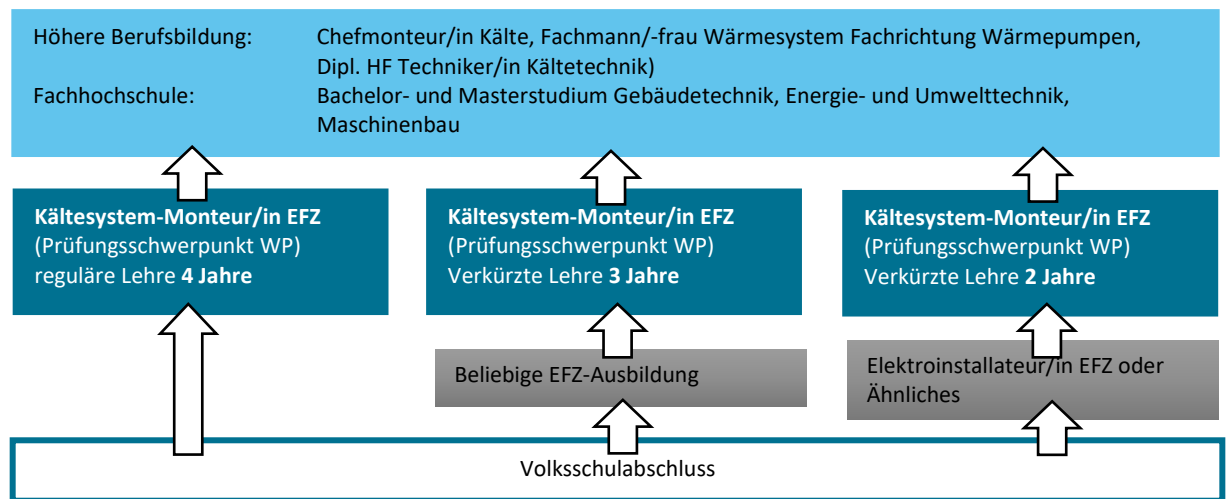 Höhere Berufsbildung: Chefmonteur/in Kälte, Fachmann/-frau Wärmesystem Fachrichtung Wärmepumpen,
Dipl. HF Techniker/in Kältetechnik)
Fachhochschule: Bachelor- und Masterstudium Gebäudetechnik, Energie- und Umwelttechnik,
Maschinenbau
Kältesystem-Monteur/in EFZ
(Prüfungsschwerpunkt WP)
reguläre Lehre 4 Jahre
Kältesystem-Monteur/in EFZ
(Prüfungsschwerpunkt WP)
Verkürzte Lehre 3 Jahre
Kältesystem-Monteur/in EFZ
(Prüfungsschwerpunkt WP)
Verkürzte Lehre 2 Jahre
Beliebige EFZ-Ausbildung
Elektroinstallateur/in EFZ oder
Ähnliches
Volksschulabschluss